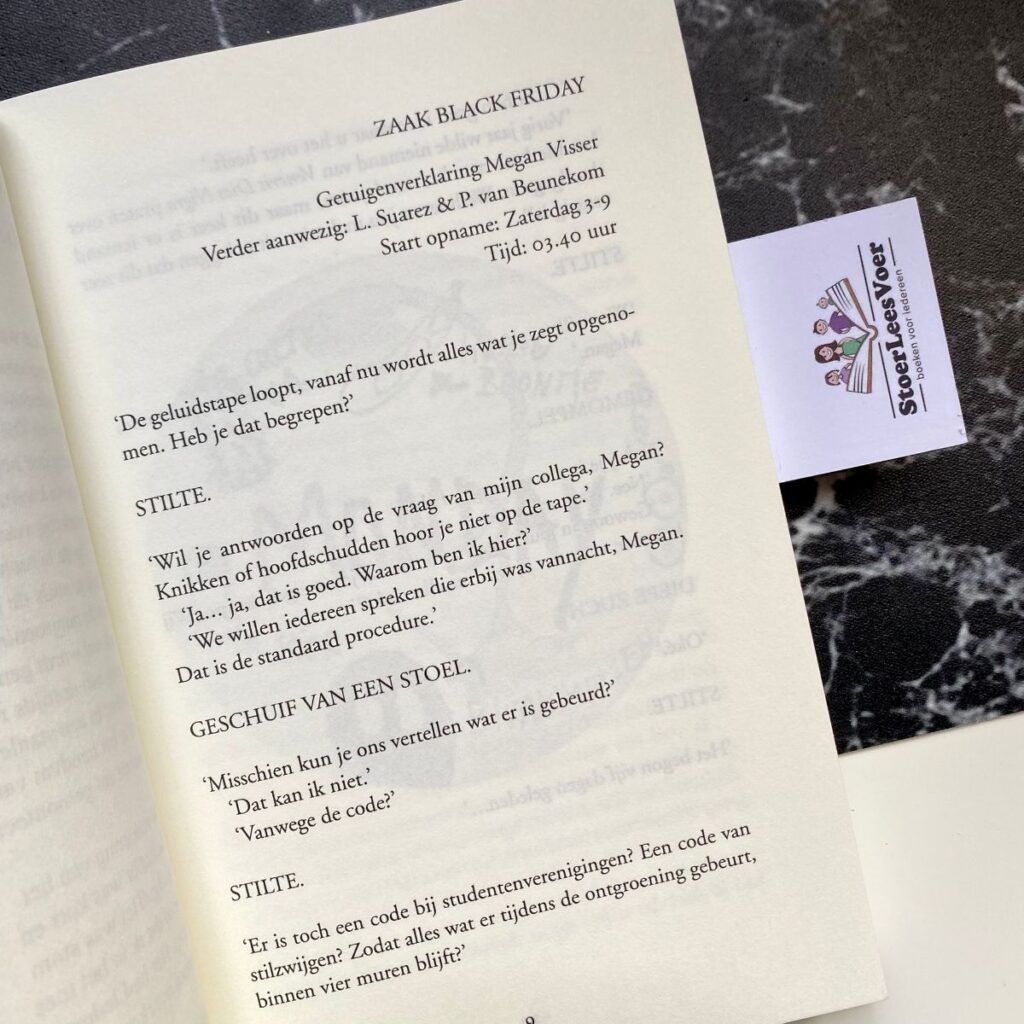 ZAAK BLACK FRIDAY
Getuigenverklaring Megan Visser
Verder aanwezig: L. Suarez & P. van Beunekom
Start opname: Zaterdag 3-9
Tijd: 03.40 uur
‘De geluidstape loopt, vanaf nu wordt alles wat je zegt opgeno-
men. Heb je dat begrepen?’
STILTE.
‘Wil je antwoorden op de vraag van mijn collega, Megan?
Knikken of hoofdschudden hoor je niet op de tape.’
‘Ja… ja, dat is goed. Waarom ben ik hier?’
‘We willen iedereen spreken die erbij was vannacht, Megan.
Dat is de standaard procedure.’
GESCHUIF VAN EEN STOEL.
‘Misschien kun je ons vertellen wat er is gebeurd?’
‘Dat kan ik niet.’
‘Vanwege de code?’
STILTE.
‘Er is toch een code bij studentenverenigingen? Een code van
stilzwijgen? Zodat alles wat er tijdens de ontgroening gebeurt,
binnen vier muren blijft?’
9
StoerLeesVoer
boeken voor iedereen